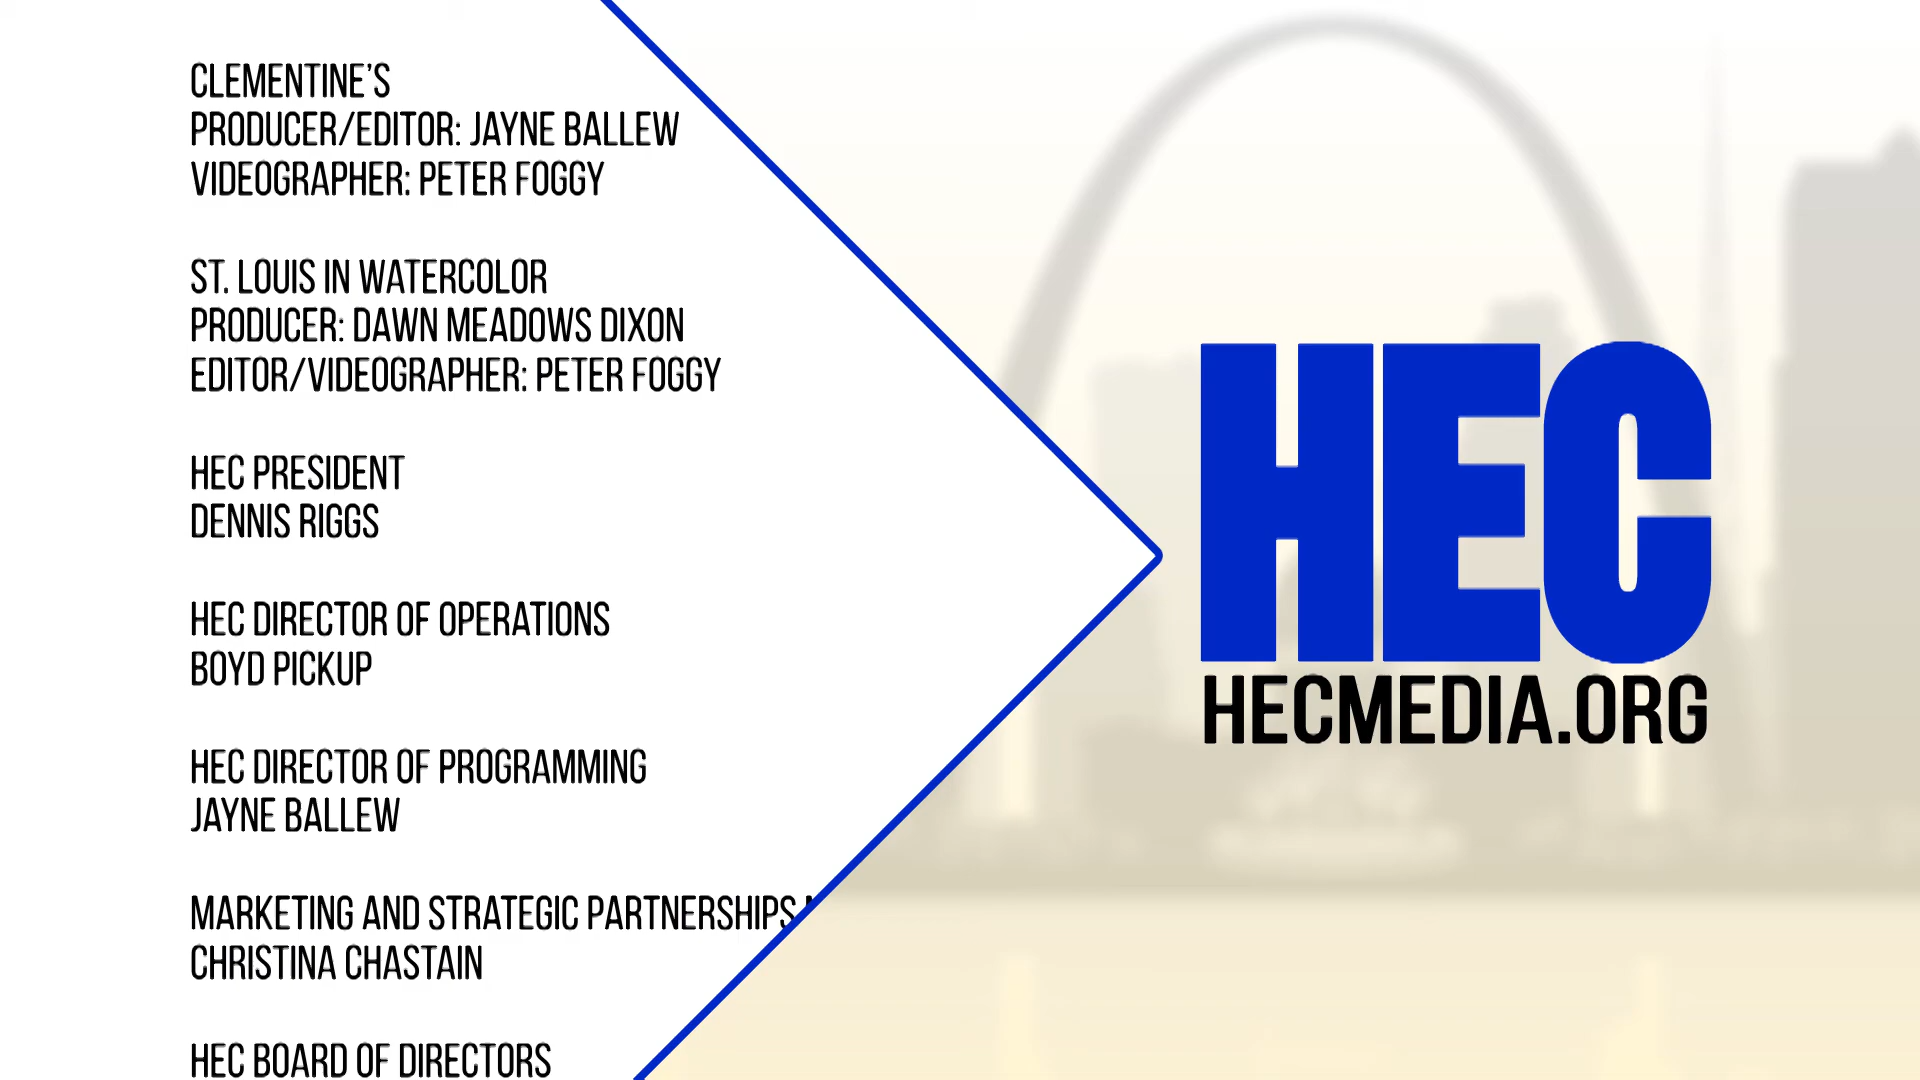 CLEMENTINE'S
PRODUCER/EDITOR: JAYNE BALLEW
VIDEOGRAPHER: PETER FOGGY
ST. LOUIS IN WATERCOLOR
PRODUCER: DAWN MEADOWS DIXON
EDITOR/VIDEOGRAPHER: PETER FOGGY
HEC PRESIDENT
DENNIS RIGGS
HEC DIRECTOR OF OPERATIONS
BOYD PICKUP
HEC DIRECTOR OF PROGRAMMING
JAYNE BALLEW
MARKETING AND STRATEGIC PARTNERSHIPS
CHRISTINA CHASTAIN
HEC BOARD OF DIRECTORS
HEC
HECMEDIA.ORG